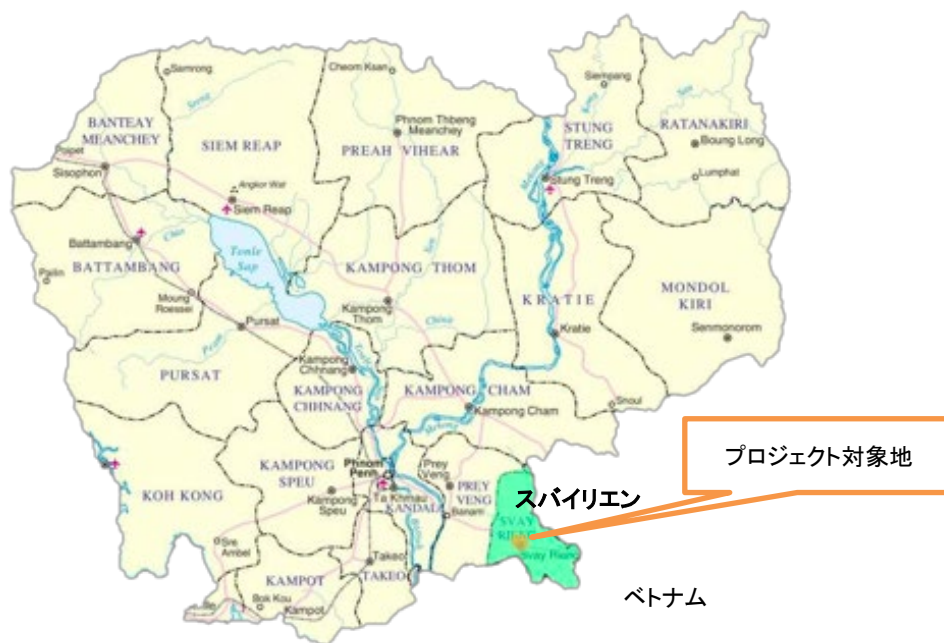 Samrong
Cheom Ksan
Siempang
BANTEAY
MEANCHEY
SIEM REAP
PREAH VIHEAR
Phnom Thbeng
Meanchey
STUNG
TRENG
RATANAKIRI
Boung Long
Poipet
Sisophon
Angkor Wat
Siem Reap
Mekong
Stung Treng
Lumphat
Battambang
BATTAMBANG
Pailin
Moung
Roessei
Tonle
Sap
KAMPONG THOM
Kampong
Thom
KRATIE
Kratie
MONDOL
KIRI
Senmonorom
Pursat
PURSAT
Kampong
Chhnang
KAMPONG
CHHNANG
KAMPONG CHAM
Kampong Cham
Mekong
Snoul
プロジェクト対象地
KOH KONG
KAMPONG
SPEU
Kampong
Speu
Phnom
Penh
Ta Khmau
KANDAL
Prey
Veng
PREY
VENG
Banam
スバイリエン
SVAY
RIENG
Svay Rieng
Sre
Ambel
KAMPOT
Bok Kou
Kampot
Takeo
TAKEO
ベトナム